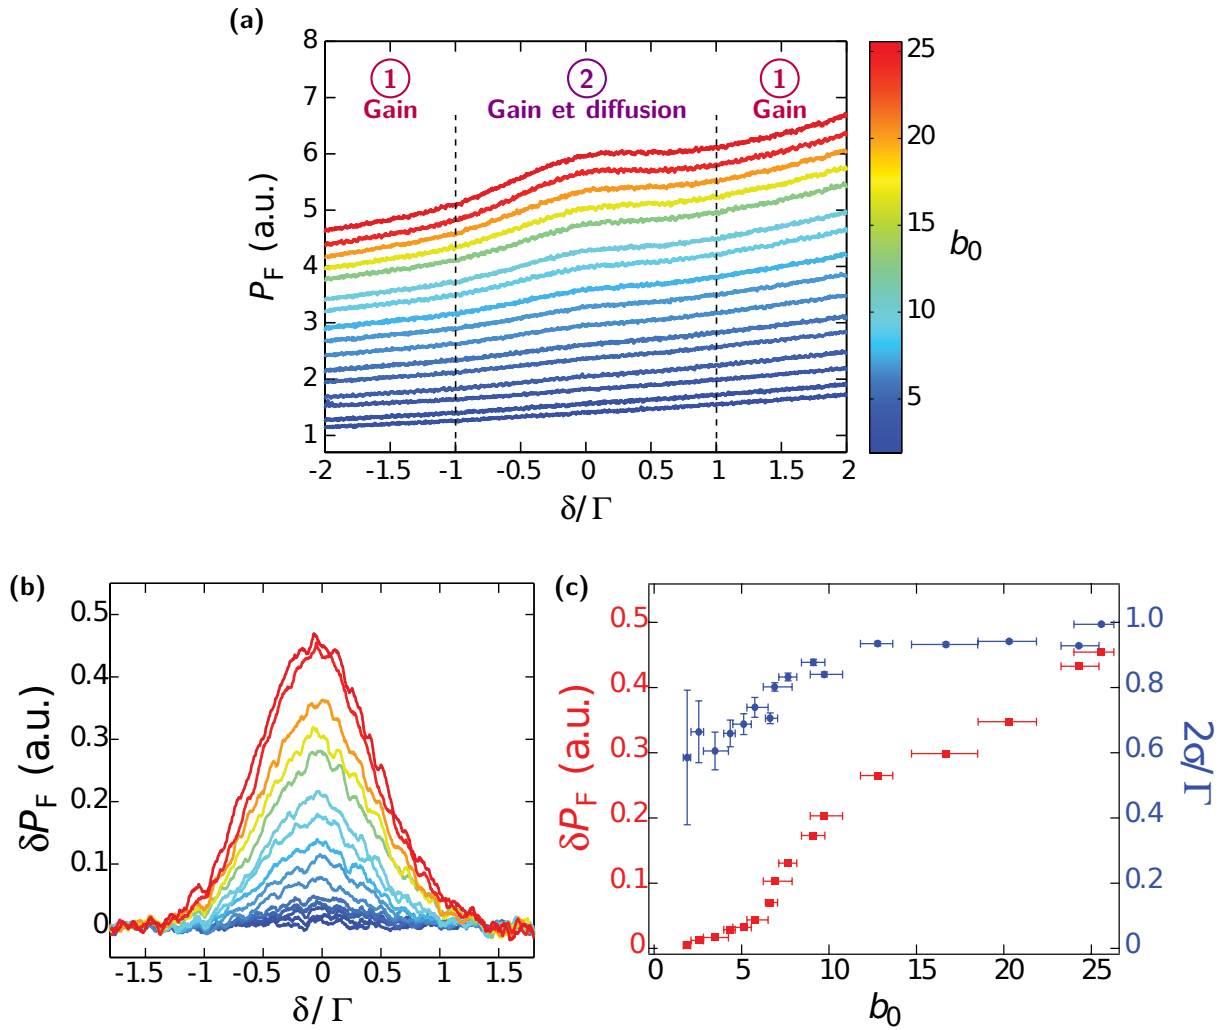 (a)
8
7
6
5
4
3
2
1
P_F (a.u.)
1 2 1
Gain Gain et diffusion Gain
-2 -1.5 -1 -0.5 0 0.5 1 1.5 2
δ/Γ
25
20
15
10
5
b₀
(b)
0.5
0.4
0.3
0.2
0.1
0
δP_F (a.u.)
-1.5 -1 -0.5 0 0.5 1 1.5
δ/Γ
(c)
0.5
0.4
0.3
0.2
0.1
0
δP_F (a.u.)
1.0
0.8
0.6
0.4
0.2
0
2σ/Γ
0 5 10 15 20 25
b₀